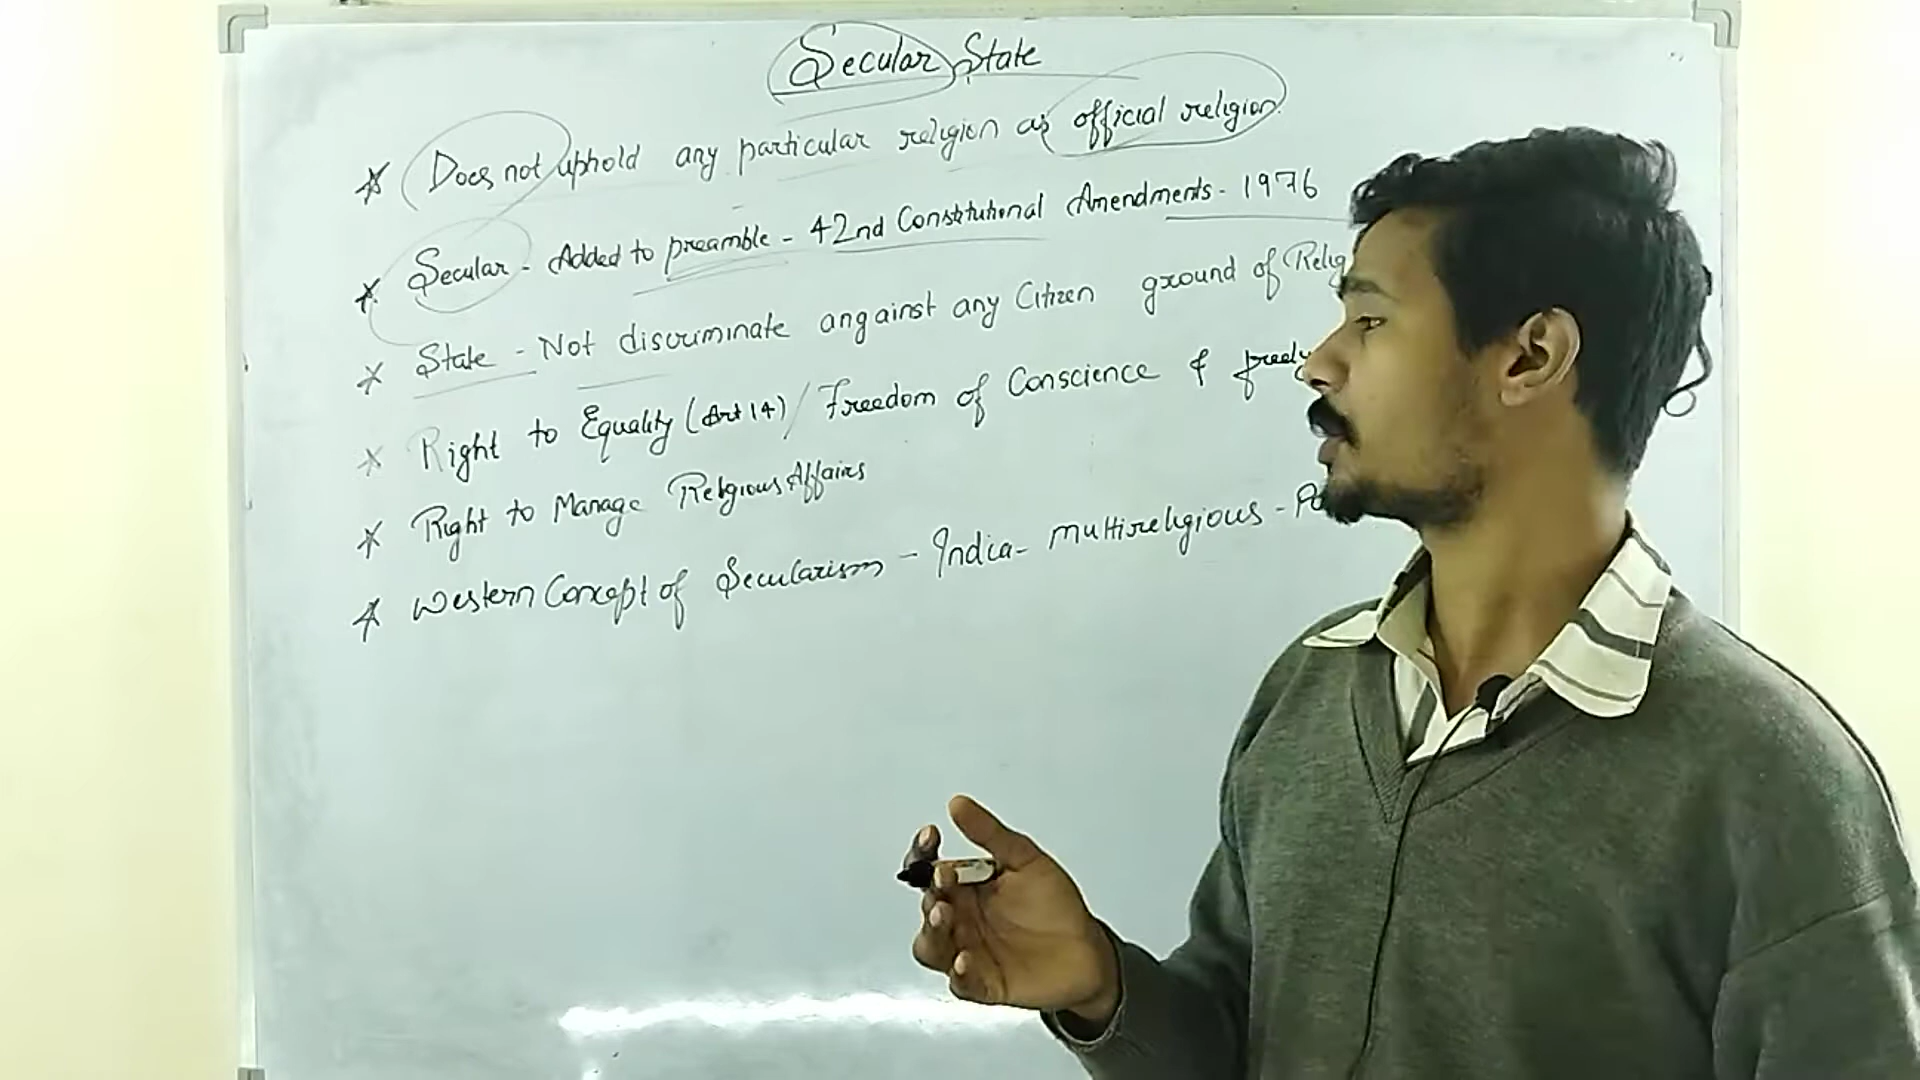 Secular State
* Does not uphold any particular religion as official religion.
* Secular - Added to preamble - 42nd Constitutional Amendments - 1976
* State - Not discriminate angainst any Citizen ground of Relig
* Right to Equality (Art 14) / Freedom of Conscience & freely
* Right to Manage Religious Affairs
* Western Concept of Secularism - India - multireligious -